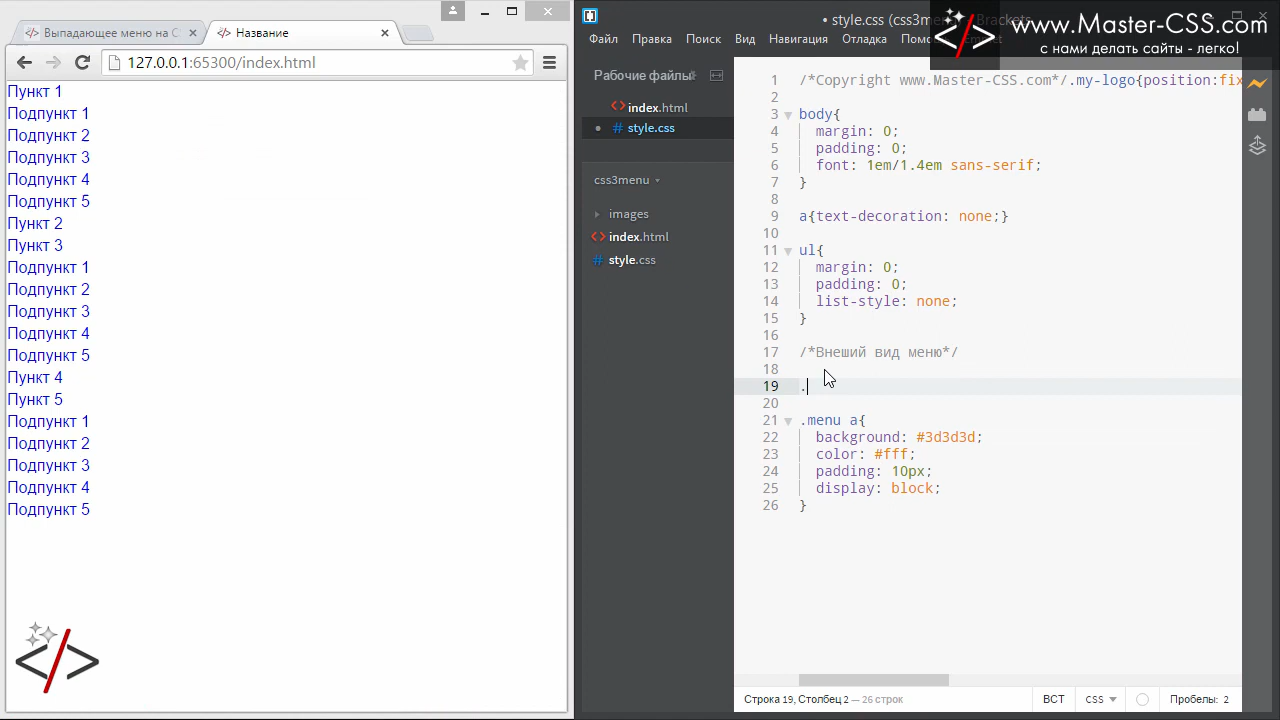 Выпадающее меню на С
Название
127.0.0.1:65300/index.html
Пункт 1
Подпункт 1
Подпункт 2
Подпункт 3
Подпункт 4
Подпункт 5
Пункт 2
Пункт 3
Подпункт 1
Подпункт 2
Подпункт 3
Подпункт 4
Подпункт 5
Пункт 4
Пункт 5
Подпункт 1
Подпункт 2
Подпункт 3
Подпункт 4
Подпункт 5
• style.css (css3menu) - Brackets
www.Master-CSS.com
с нами делать сайты - легко!
Файл Правка Поиск Вид Навигация Отладка
Рабочие файлы
index.html
style.css
css3menu
images
index.html
style.css
1 /*Copyright www.Master-CSS.com*/.my-logo{position:fix
2
3 body{
4 margin: 0;
5 padding: 0;
6 font: 1em/1.4em sans-serif;
7 }
8
9 a{text-decoration: none;}
10
11 ul{
12 margin: 0;
13 padding: 0;
14 list-style: none;
15 }
16
17 /*Внеший вид меню*/
18
19 .
20
21 .menu a{
22 background: #3d3d3d;
23 color: #fff;
24 padding: 10px;
25 display: block;
26 }
Строка 19, Столбец 2 — 26 строк
ВСТ
CSS
Пробелы: 2